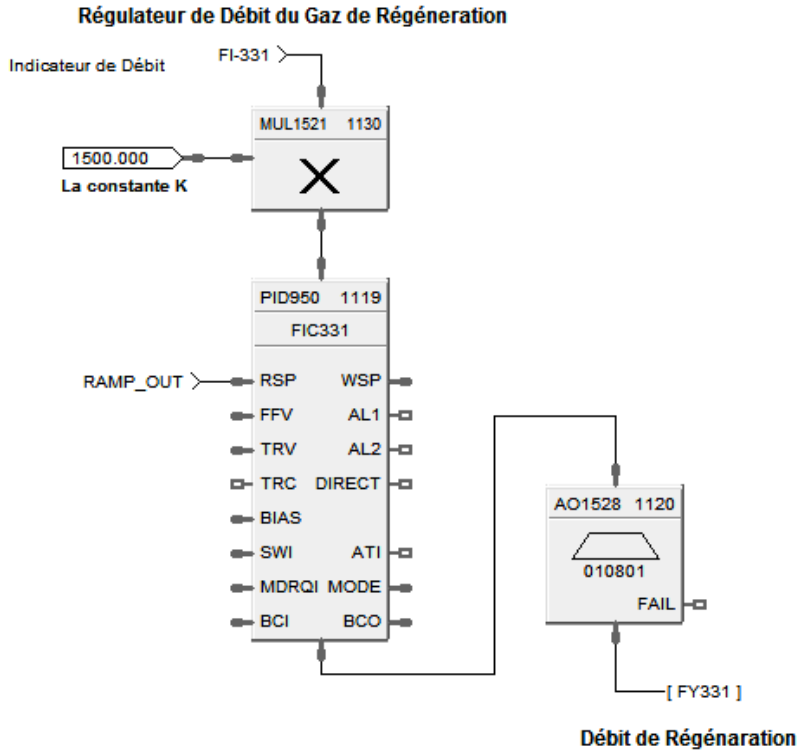 Régulateur de Débit du Gaz de Régéneration
Indicateur de Débit
FI-331
MUL1521 1130
1500.000
La constante K
PID950 1119
FIC331
RAMP_OUT
RSP WSP
FFV AL1
TRV AL2
TRC DIRECT
BIAS
SWI ATI
MDRQI MODE
BCI BCO
AO1528 1120
010801
FAIL
[ FY331 ]
Débit de Régénaration